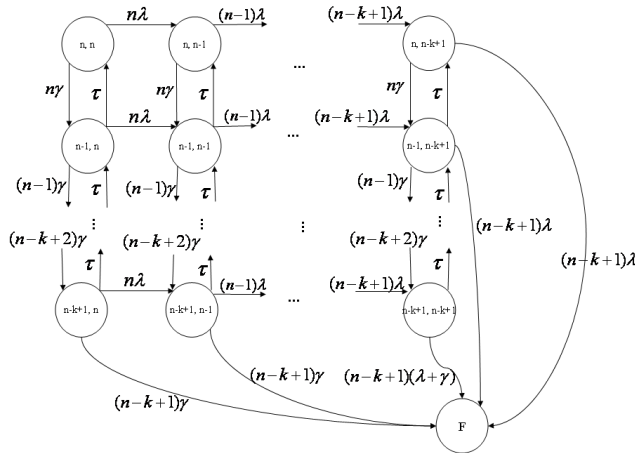 nλ (n−1)λ (n−k+1)λ
n, n n, n-1 ... n, n-k+1
nγ τ nγ τ nγ τ
nλ (n−1)λ (n−k+1)λ
n-1, n n-1, n-1 ... n-1, n-k+1
(n−1)γ τ (n−1)γ τ (n−1)γ τ
⋮ ⋮ ⋮ ⋮
(n−k+1)λ
(n−k+1)λ
(n−k+2)γ (n−k+2)γ (n−k+2)γ
τ τ τ
nλ (n−1)λ (n−k+1)λ
n-k+1, n n-k+1, n-1 ... n-k+1, n-k+1
(n−k+1)γ (n−k+1)γ (n−k+1)(λ+γ)
F